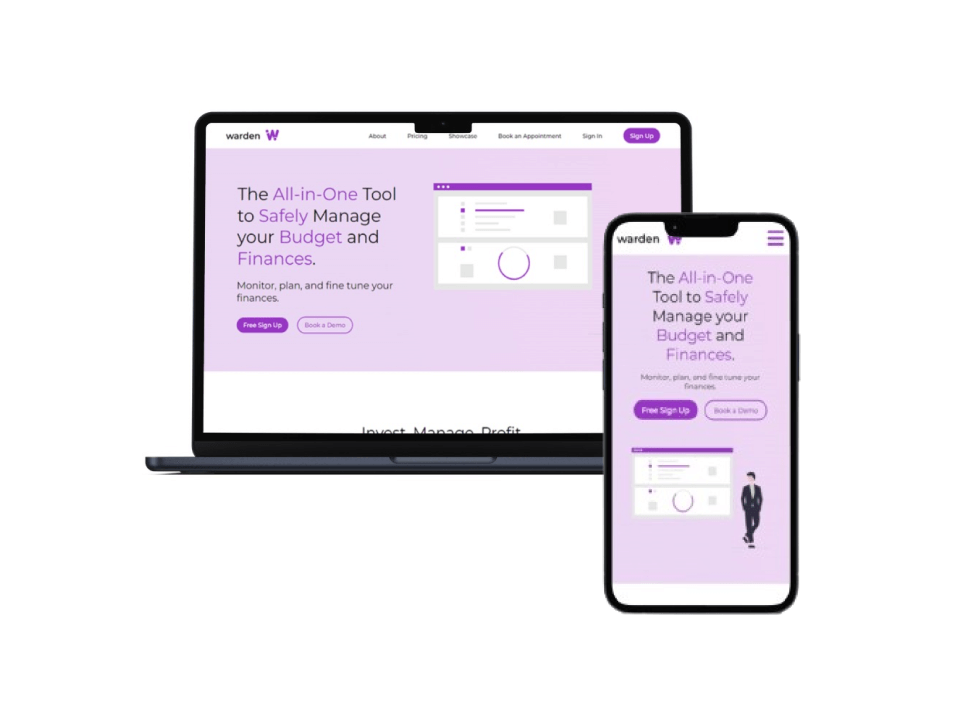 warden W
About Pricing Showcase Book an Appointment Sign In Sign Up
The All-in-One Tool
to Safely Manage
your Budget and
Finances.
Monitor, plan, and fine tune your
finances.
Free Sign Up Book a Demo
Invest. Manage. Profit.
warden W
The All-in-One
Tool to Safely
Manage your
Budget and
Finances.
Monitor, plan, and fine tune your
finances.
Free Sign Up Book a Demo